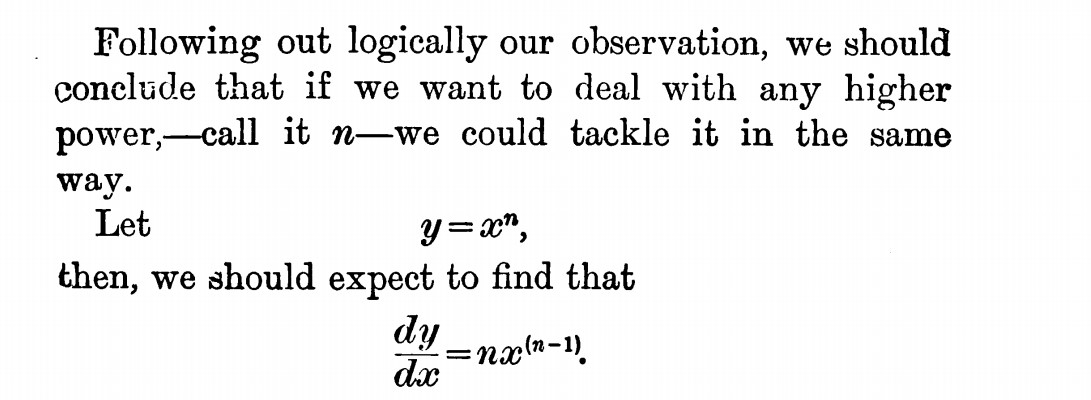 Following out logically our observation, we should
conclude that if we want to deal with any higher
power,—call it n—we could tackle it in the same
way.
Let y=xⁿ,
then, we should expect to find that
dy/dx=nx⁽ⁿ⁻¹⁾.